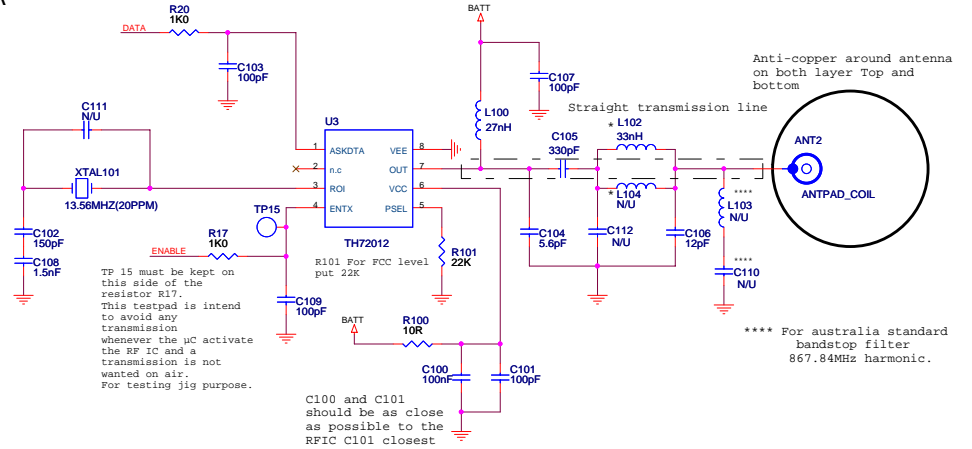 R20
1K0
DATA
C103
100pF
C111
N/U
XTAL101
13.56MHZ(20PPM)
C102
150pF
C108
1.5nF
U3
1 ASKDTA
2 n.c
3 ROI
4 ENTX
VEE 8
OUT 7
VCC 6
PSEL 5
TH72012
TP15
ENABLE
R17
1K0
C109
100pF
TP 15 must be kept on
this side of the
resistor R17.
This testpad is intend
to avoid any
transmission
whenever the µC activate
the RF IC and a
transmission is not
wanted on air.
For testing jig purpose.
R101 For FCC level
put 22K
R101
22K
BATT
R100
10R
C100
100nF
C101
100pF
C100 and C101
should be as close
as possible to the
RFIC C101 closest
BATT
C107
100pF
L100
27nH
Straight transmission line
C105
330pF
* L102
33nH
* L104
N/U
C104
5.6pF
C112
N/U
C106
12pF
****
L103
N/U
****
C110
N/U
Anti-copper around antenna
on both layer Top and
bottom
ANT2
ANTPAD_COIL
**** For australia standard
bandstop filter
867.84MHz harmonic.